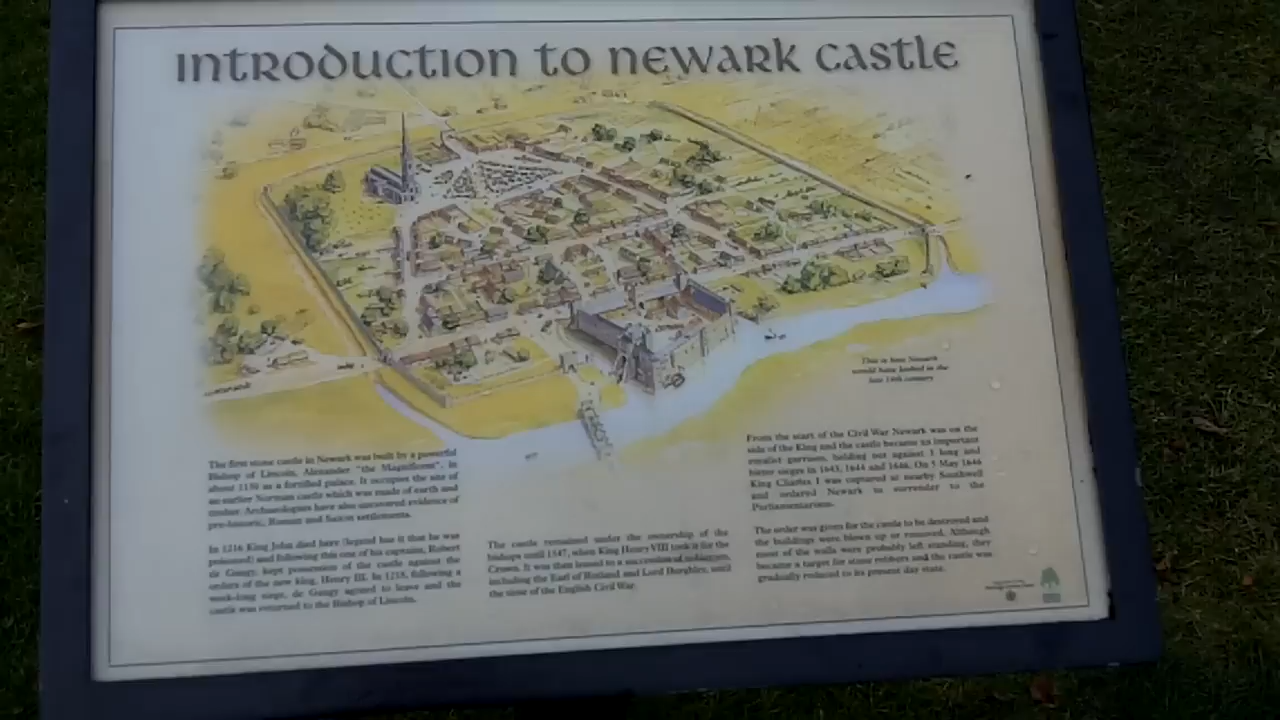 INTRODUCTION TO NEWARK CASTLE
This is how Newark
would have looked in the
late 14th century
The first stone castle in Newark was built by a powerful
Bishop of Lincoln, Alexander "the Magnificent", in
about 1130 as a fortified palace. It occupies the site of
an earlier Norman castle which was made of earth and
timber. Archaeologists have also uncovered evidence of
pre-historic, Roman and Saxon settlements.
In 1216 King John died here (legend has it that he was
poisoned) and following this one of his captains, Robert
de Gaugy, kept possession of the castle against the
orders of the new king, Henry III. In 1218, following a
week-long siege, de Gaugy agreed to leave and the
castle was returned to the Bishop of Lincoln.
The castle remained under the ownership of the
bishops until 1547, when King Henry VIII took it for the
Crown. It was then leased to a succession of noblemen,
including the Earl of Rutland and Lord Burghley, until
the time of the English Civil War.
From the start of the Civil War Newark was on the
side of the King and the castle became an important
royalist garrison, holding out against 3 long and
bitter sieges in 1643, 1644 and 1646. On 5 May 1646
King Charles I was captured at nearby Southwell
and ordered Newark to surrender to the
Parliamentarians.
The order was given for the castle to be destroyed and
the buildings were blown up or removed. Although
most of the walls were probably left standing, they
became a target for stone robbers and the castle was
gradually reduced to its present day state.